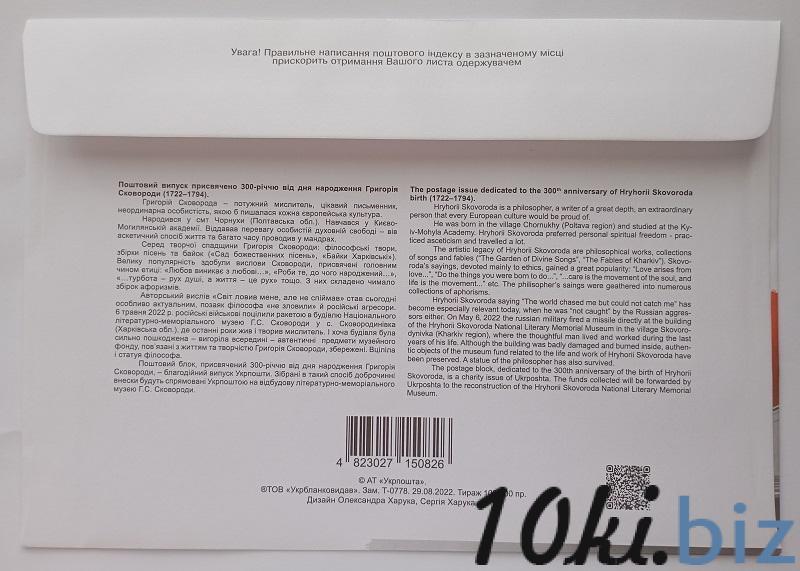 Увага! Правильне написання поштового індексу в зазначеному місці
прискорить отримання Вашого листа одержувачем
Поштовий випуск присвячено 300-річчю від дня народження Григорія
Сковороди (1722–1794).
Григорій Сковорода – потужний мислитель, цікавий письменник,
неординарна особистість, якою б пишалася кожна європейська культура.
Народився у смт Чорнухи (Полтавська обл.). Навчався у Києво-
Могилянській академії. Віддавав перевагу особистій духовній свободі – вів
аскетичний спосіб життя та багато часу проводив у мандрах.
Серед творчої спадщини Григорія Сковороди: філософські твори,
збірки пісень та байок («Сад божественних пісень», «Байки Харківські»).
Велику популярність здобули вислови Сковороди, присвячені головним
чином етиці: «Любов виникає з любові...», «Роби те, до чого народжений...»,
«...турбота – рух душі, а життя – це рух» тощо. З них складено чимало
збірок афоризмів.
Авторський вислів «Світ ловив мене, але не спіймав» став сьогодні
особливо актуальним, позаяк філософа «не зловили» й російські агресори.
6 травня 2022 р. російські військові поцілили ракетою в будівлю Національного
літературно-меморіального музею Г.С. Сковороди у с. Сковородинівка
(Харківська обл.), де останні роки жив і творив мислитель. І хоча будівля була
сильно пошкоджена – вигоріла всередині – автентичні предмети музейного
фонду, пов'язані з життям та творчістю Григорія Сковороди, збережені. Вціліла
і статуя філософа.
Поштовий блок, присвячений 300-річчю від дня народження Григорія
Сковороди, – благодійний випуск Укрпошти. Зібрані в такий спосіб доброчинні
внески будуть спрямовані Укрпоштою на відбудову літературно-меморіального
музею Г.С. Сковороди.
The postage issue dedicated to the 300th anniversary of Hryhorii Skovoroda
birth (1722–1794).
Hryhorii Skovoroda is a philosopher, a writer of a great depth, an extraordinary
person that every European culture would be proud of.
He was born in the village Chornukhy (Poltava region) and studied at the Ky-
iv-Mohyla Academy. Hryhorii Skovoroda preferred personal spiritual freedom - prac-
ticed asceticism and travelled a lot.
The artistic legacy of Hryhorii Skovoroda are philosophical works, collections
of songs and fables ("The Garden of Divine Songs", "The Fables of Kharkiv"). Skovo-
roda's sayings, devoted mainly to ethics, gained a great popularity: "Love arises from
love...", "Do the things you were born to do...", "...care is the movement of the soul, and
life is the movement..." etc. The philisopher's saings were geathered into numerous
collections of aphorisms.
Hryhorii Skovoroda saying "The world chased me but could not catch me" has
become especially relevant today, when he was "not caught" by the Russian aggres-
sors either. On May 6, 2022 the russian military fired a missile directly at the building
of the Hryhorii Skovoroda National Literary Memorial Museum in the village Skovoro-
dynivka (Kharkiv region), where the thoughtful man lived and worked during the last
years of his life. Although the building was badly damaged and burned inside, authen-
tic objects of the museum fund related to the life and work of Hryhorii Skovoroda have
been preserved. A statue of the philosopher has also survived.
The postage block, dedicated to the 300th anniversary of the birth of Hryhorii
Skovoroda, is a charity issue of Ukrposhta. The funds collected will be forwarded by
Ukrposhta to the reconstruction of the Hryhorii Skovoroda National Literary Memorial
Museum.
4 823027 150826
© АТ «Укрпошта».
®ТОВ «Укрбланковидав». Зам. Т-0778. 29.08.2022. Тираж пр.
Дизайн Олександра Харука, Сергія Харука
10ki.biz